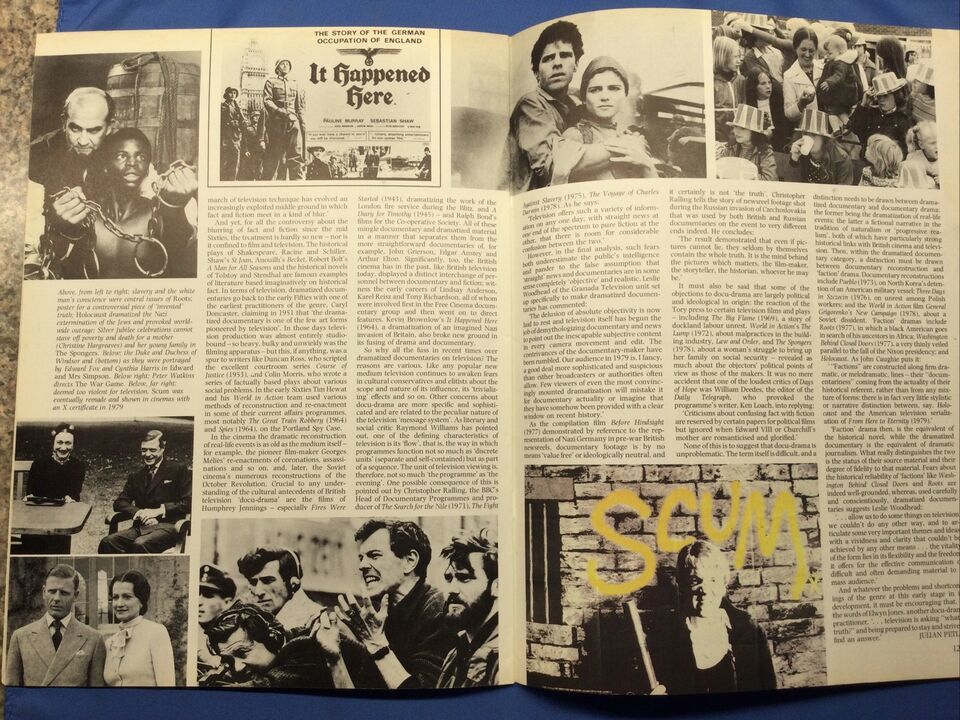 THE STORY OF THE GERMAN
OCCUPATION OF ENGLAND
It Happened
Here.
PAULINE MURRAY SEBASTIAN SHAW
Above, from left to right; slavery and the white
man's conscience were central issues of Roots;
poster for a controversial piece of 'invented'
truth; Holocaust dramatized the Nazi
extermination of the Jews and provoked world-
wide outrage; Silver Jubilee celebrations cannot
stave off poverty and death for a mother
(Christine Hargreaves) and her young family in
The Spongers. Below: the Duke and Duchess of
Windsor and (bottom) as they were portrayed
by Edward Fox and Cynthia Harris in Edward
and Mrs Simpson. Below right: Peter Watkins
directs The War Game. Below, far right:
deemed too violent for television, Scum was
eventually remade and shown in cinemas with
an X certificate in 1979
march of television technique has evolved an
increasingly exploited middle ground in which
fact and fiction meet in a kind of blur.'
And yet, for all the controversy about the
blurring of fact and fiction since the mid
Sixties, the treatment is hardly so new – nor is
it confined to film and television. The historical
plays of Shakespeare, Racine and Schiller,
Shaw's St Joan, Anouilh's Becket, Robert Bolt's
A Man for All Seasons and the historical novels
of Tolstoy and Stendhal are famous examples
of literature based imaginatively on historical
fact. In terms of television, dramatized docu-
mentaries go back to the early Fifties with one of
the earliest practitioners of the genre, Caryl
Doncaster, claiming in 1951 that 'the drama-
tized documentary is one of the few art forms
pioneered by television'. In those days televi-
sion production was almost entirely studio-
bound – so heavy, bulky and unwieldy was the
filming apparatus – but this, if anything, was a
spur to writers like Duncan Ross, who scripted
the excellent courtroom series Course of
Justice (1951), and Colin Morris, who wrote a
series of factually based plays about various
social problems. In the early Sixties Tim Hewat
and his World in Action team used various
methods of reconstruction and re-enactment
in some of their current affairs programmes,
most notably The Great Train Robbery (1964)
and Spies (1964), on the Portland Spy Case.
In the cinema the dramatic reconstruction
of real-life events is as old as the medium itself –
for example, the pioneer film-maker Georges
Méliès' re-enactments of coronations, assassi-
nations and so on, and, later, the Soviet
cinema's numerous reconstructions of the
October Revolution. Crucial to any under-
standing of the cultural antecedents of British
television 'docu-drama' are the films of
Humphrey Jennings – especially Fires Were
Started (1943), dramatizing the work of the
London fire service during the Blitz, and A
Diary for Timothy (1945) – and Ralph Bond's
films for the Co-operative Society. All of these
mingle documentary and dramatized material
in a manner that separates them from the
more straightforward documentaries of, for
example, John Grierson, Edgar Anstey and
Arthur Elton. Significantly, too, the British
cinema has in the past, like British television
today, displayed a distinct interchange of per-
sonnel between documentary and fiction; wit-
ness the early careers of Lindsay Anderson,
Karel Reisz and Tony Richardson, all of whom
were involved first in the Free Cinema docu-
mentary group and then went on to direct
features. Kevin Brownlow's It Happened Here
(1964), a dramatization of an imagined Nazi
invasion of Britain, also broke new ground in
its fusing of drama and documentary.
So why all the fuss in recent times over
dramatized documentaries on television? The
reasons are various. Like any popular new
medium television continues to awaken fears
in cultural conservatives and elitists about the
scope and nature of its influence, its 'trivializ-
ing' effects and so on. Other concerns about
docu-drama are more specific and sophisti-
cated and are related to the peculiar nature of
the television 'message system'. As literary and
social critic Raymond Williams has pointed
out, one of the defining characteristics of
television is its 'flow', that is, the way in which
programmes function not so much as 'discrete
units' (separate and self-contained) but as part
of a sequence. The unit of television viewing is,
therefore, not so much 'the programme' as 'the
evening'. One possible consequence of this is
pointed out by Christopher Railling, the BBC's
Head of Documentary Programmes and pro-
ducer of The Search for the Nile (1971), The Fight
Against Slavery (1975), The Voyage of Charles
Darwin (1978). As he says:
'Television offers such a variety of inform-
ation on any one day, with straight news at
one end of the spectrum to pure fiction at the
other, that there is room for considerable
confusion between the two.'
However, in the final analysis, such fears
both underestimate the public's intelligence
and pander to the false assumption that
'straight' news and documentaries are in some
sense completely 'objective' and realistic. Leslie
Woodhead of the Granada Television unit set
up specifically to make dramatized documen-
taries has commented:
'The delusion of absolute objectivity is now
laid to rest and television itself has begun the
job of demythologizing documentary and news
to point out the inescapable subjective content
in every camera movement and edit. The
contrivances of the documentary-maker have
been rumbled. Our audience in 1979 is, I fancy,
a good deal more sophisticated and suspicious
than either broadcasters or authorities often
allow. Few viewers of even the most convinc-
ingly mounted dramatization will mistake it
for documentary actuality or imagine that
they have somehow been provided with a clear
window on recent history.'
As the compilation film Before Hindsight
(1977) demonstrated by reference to the rep-
resentation of Nazi Germany in pre-war British
newsreels, documentary footage is by no
means 'value free' or ideologically neutral, and
it certainly is not 'the truth'. Christopher
Railling tells the story of newsreel footage shot
during the Russian invasion of Czechoslovakia
that was used by both British and Russian
documentaries on the event to very different
ends indeed. He concludes:
'The result demonstrated that even if pic-
tures cannot lie, they seldom by themselves
contain the whole truth. It is the mind behind
the pictures which matters, the film-maker,
the storyteller, the historian, whoever he may
be.'
It must also be said that some of the
objections to docu-drama are largely political
and ideological in origin: the reaction of the
Tory press to certain television films and plays
– including The Big Flame (1969), a story of
dockland labour unrest, World in Action's The
Lump (1972), about malpractices in the build-
ing industry, Law and Order, and The Spongers
(1978), about a woman's struggle to bring up
her family on social security – revealed as
much about the objectors' political points of
view as those of the makers. It was no mere
accident that one of the loudest critics of Days
of Hope was William Deedes, the editor of the
Daily Telegraph, who provoked the
programme's writer, Ken Loach, into replying:
'Criticisms about confusing fact with fiction
are reserved by certain papers for political films
but ignored when Edward VIII or Churchill's
mother are romanticised and glorified.'
None of this is to suggest that docu-drama is
unproblematic. The term itself is difficult, and a
distinction needs to be drawn between drama-
tized documentary and documentary drama;
the former being the dramatization of real-life
events; the latter a fictional narrative in the
tradition of naturalism or 'progressive rea-
lism', both of which have particularly strong
historical links with British cinema and televi-
sion. Then, within the dramatized documen-
tary category, a distinction must be drawn
between documentary reconstruction and
'faction' drama. Documentary reconstructions
include Pueblo (1973), on North Korea's deten-
tion of an American military vessel; Three Days
in Szczecin (1976), on unrest among Polish
workers; and the World in Action film General
Grigorenko's New Campaign (1978), about a
Soviet dissident. 'Faction' dramas include
Roots (1977), in which a black American goes
in search of his ancestors in Africa; Washington
Behind Closed Doors (1977), a very thinly veiled
parallel to the fall of the Nixon presidency; and
Holocaust. As John Caughie puts it:
'"Factions" are constructed along firm dra-
matic, or melodramatic, lines – their "docu-
mentariness" coming from the actuality of their
historical referent, rather than from any mix-
ture of forms: there is in fact very little stylistic
or narrative distinction between, say, Holo-
caust and the American television serializa-
tion of From Here to Eternity (1979).'
'Faction' drama then, is the equivalent of
the historical novel, while the dramatized
documentary is the equivalent of dramatic
journalism. What really distinguishes the two
is the status of their source material and their
degree of fidelity to that material. Fears about
the historical reliability of 'factions' like Wash-
ington Behind Closed Doors and Roots are
indeed well-grounded, whereas, used carefully
and conscientiously, dramatized documen-
taries suggests Leslie Woodhead:
'. . . allow us to do some things on television
we couldn't do any other way, and to ar-
ticulate some very important themes and ideas
with a vividness and clarity that couldn't be
achieved by any other means . . . the vitality
of the form lies in its flexibility and the freedom
it offers for the effective communication of
difficult and often demanding material to a
mass audience.'
And whatever the problems and shortcom-
ings of the genre at this early stage in its
development, it must be encouraging that, in
the words of Elwyn Jones, another docu-drama
practitioner, '. . . television is asking "what is
truth?" and being prepared to stay and strive to
find an answer.'
JULIAN
SCUM